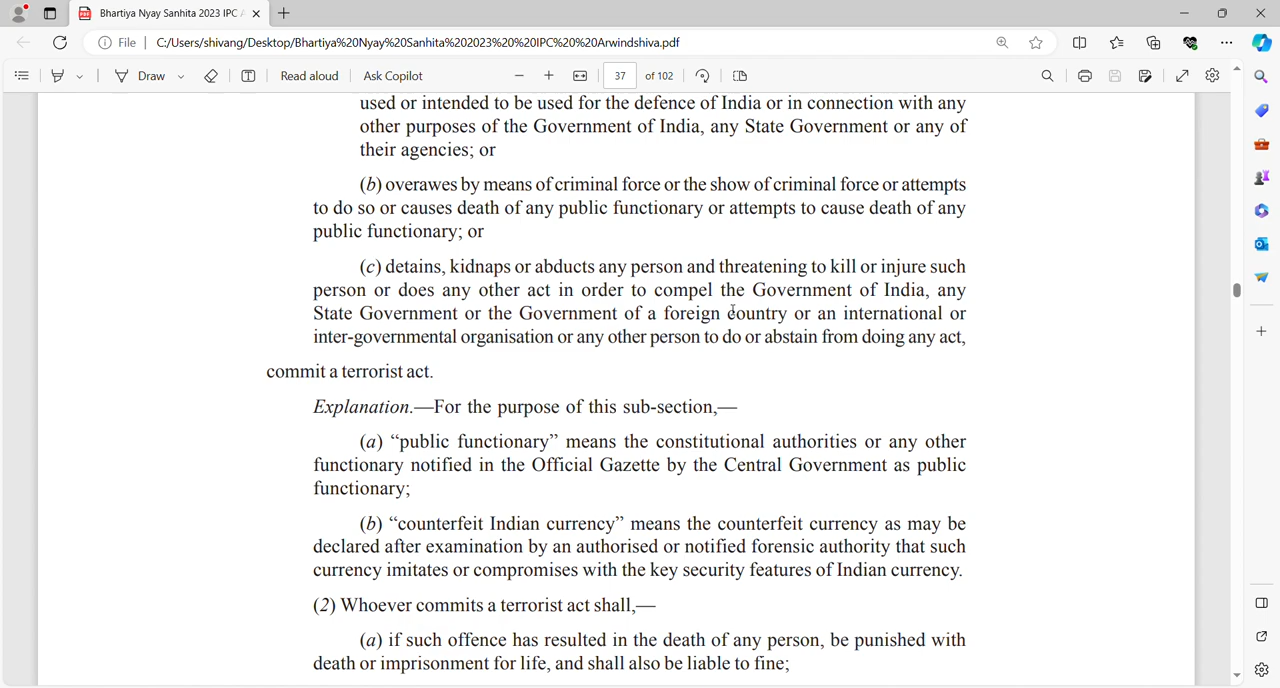 Bhartiya Nyay Sanhita 2023 IPC A
File
C:/Users/shivang/Desktop/Bhartiya%20Nyay%20Sanhita%202023%20%20IPC%20%20Arwindshiva.pdf
Draw
Read aloud
Ask Copilot
37
of 102
used or intended to be used for the defence of India or in connection with any
other purposes of the Government of India, any State Government or any of
their agencies; or
(b) overawes by means of criminal force or the show of criminal force or attempts
to do so or causes death of any public functionary or attempts to cause death of any
public functionary; or
(c) detains, kidnaps or abducts any person and threatening to kill or injure such
person or does any other act in order to compel the Government of India, any
State Government or the Government of a foreign country or an international or
inter-governmental organisation or any other person to do or abstain from doing any act,
commit a terrorist act.
Explanation.—For the purpose of this sub-section,—
(a) “public functionary” means the constitutional authorities or any other
functionary notified in the Official Gazette by the Central Government as public
functionary;
(b) “counterfeit Indian currency” means the counterfeit currency as may be
declared after examination by an authorised or notified forensic authority that such
currency imitates or compromises with the key security features of Indian currency.
(2) Whoever commits a terrorist act shall,—
(a) if such offence has resulted in the death of any person, be punished with
death or imprisonment for life, and shall also be liable to fine;